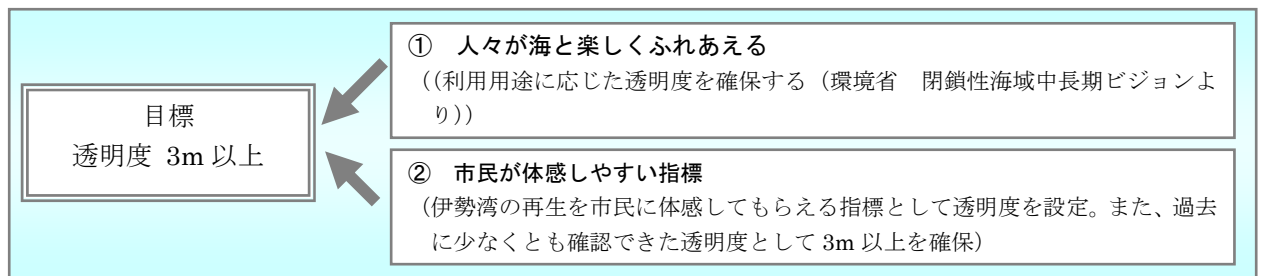 目標
透明度 3m 以上
① 人々が海と楽しくふれあえる
((利用用途に応じた透明度を確保する（環境省　閉鎖性海域中長期ビジョンよ
り))
② 市民が体感しやすい指標
(伊勢湾の再生を市民に体感してもらえる指標として透明度を設定。また、過去
に少なくとも確認できた透明度として 3m 以上を確保)